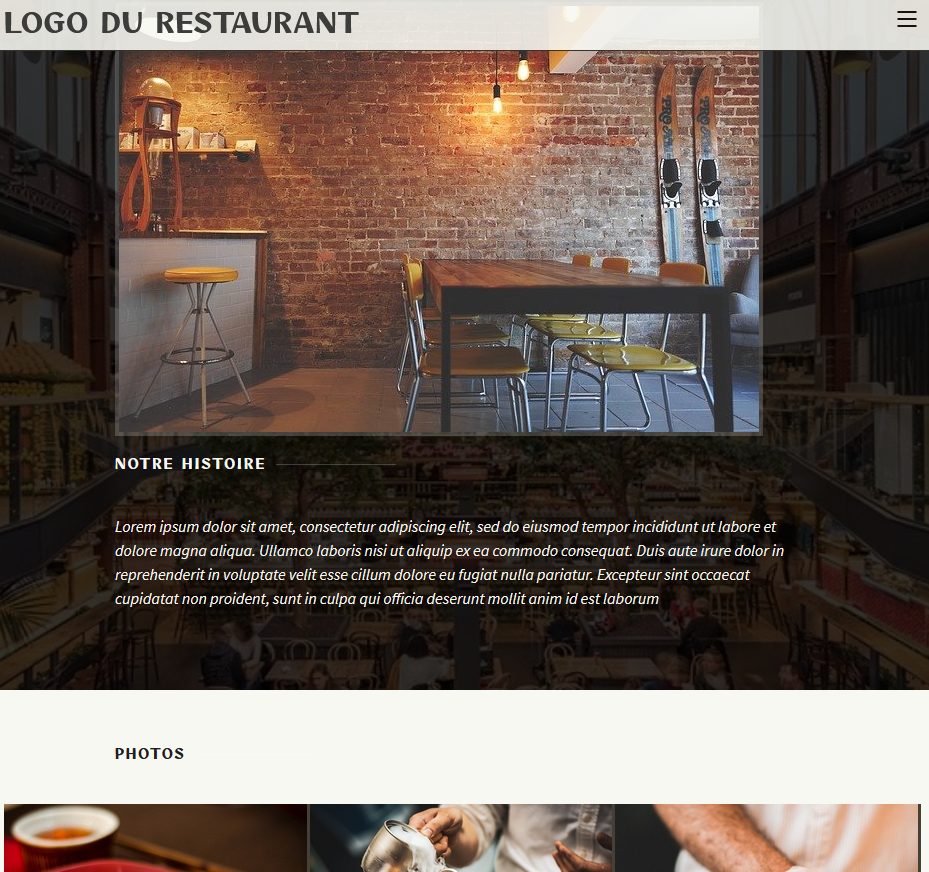 LOGO DU RESTAURANT
NOTRE HISTOIRE
Lorem ipsum dolor sit amet, consectetur adipiscing elit, sed do eiusmod tempor incididunt ut labore et
dolore magna aliqua. Ullamco laboris nisi ut aliquip ex ea commodo consequat. Duis aute irure dolor in
reprehenderit in voluptate velit esse cillum dolore eu fugiat nulla pariatur. Excepteur sint occaecat
cupidatat non proident, sunt in culpa qui officia deserunt mollit anim id est laborum
PHOTOS